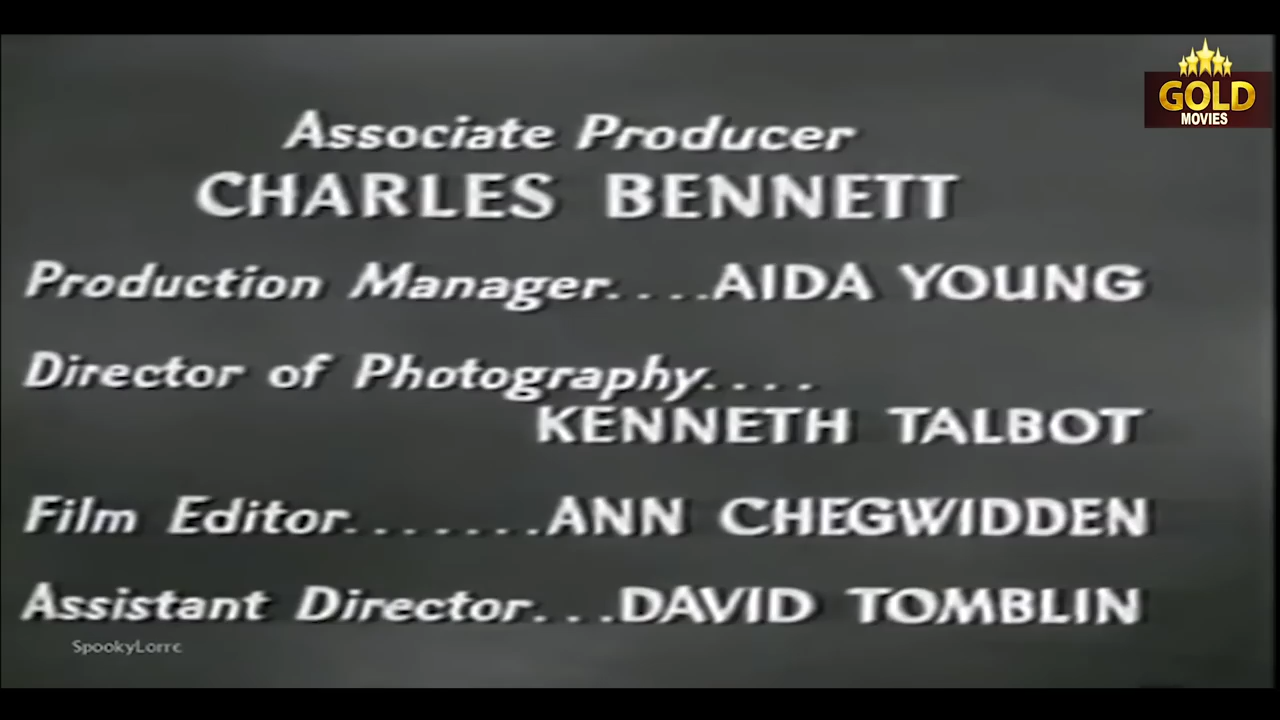 GOLD
MOVIES
Associate Producer
CHARLES BENNETT
Production Manager....AIDA YOUNG
Director of Photography....
KENNETH TALBOT
Film Editor.......ANN CHEGWIDDEN
Assistant Director...DAVID TOMBLIN
SpookyLorre